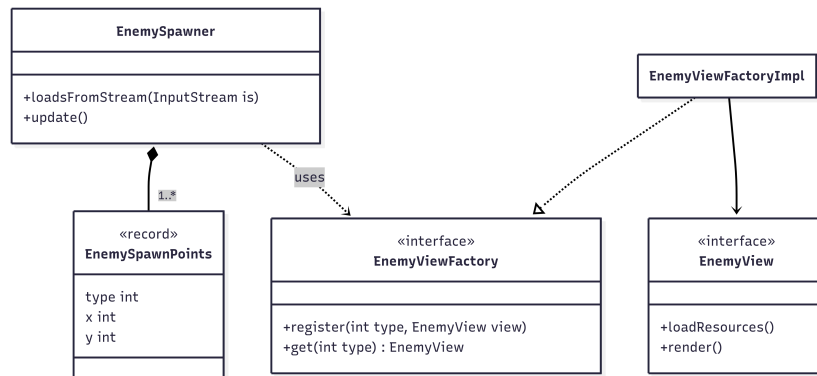 EnemySpawner
+loadsFromStream(InputStream is)
+update()
EnemyViewFactoryImpl
uses
1..*
«record»
EnemySpawnPoints
type int
x int
y int
«interface»
EnemyViewFactory
+register(int type, EnemyView view)
+get(int type) : EnemyView
«interface»
EnemyView
+loadResources()
+render()